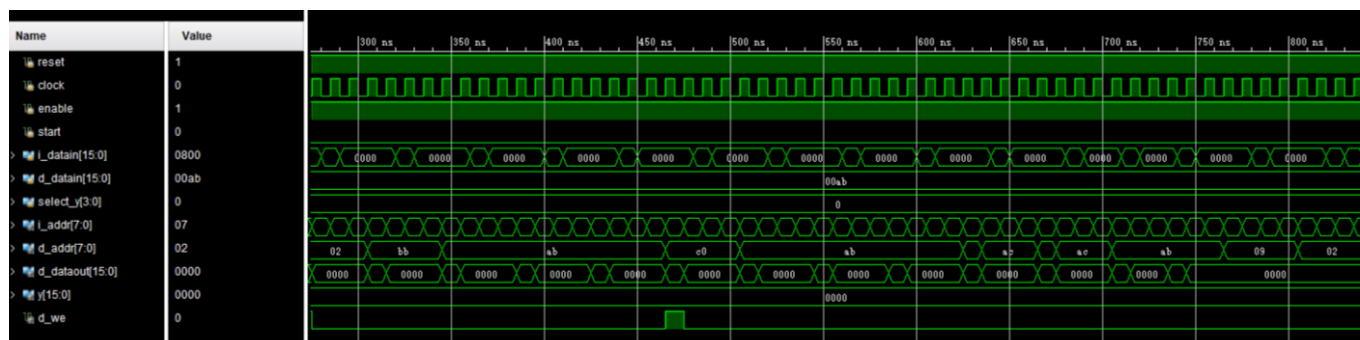 Name Value 300 ns 350 ns 400 ns 450 ns 500 ns 550 ns 600 ns 650 ns 700 ns 750 ns 800 ns
reset 1
clock 0
enable 1
start 0
i_datain[15:0] 0800 0000 0000 0000 0000 0000 0000 0000 0000 0000 0000 0000 0000 0000 0000
d_datain[15:0] 00ab 00ab
select_y[3:0] 0 0
i_addr[7:0] 07
d_addr[7:0] 02 02 bb ab c0 ab ac ac ab 09 02
d_dataout[15:0] 0000 0000 0000 0000 0000 0000 0000 0000 0000 0000 0000 0000 0000 0000
y[15:0] 0000 0000
d_we 0